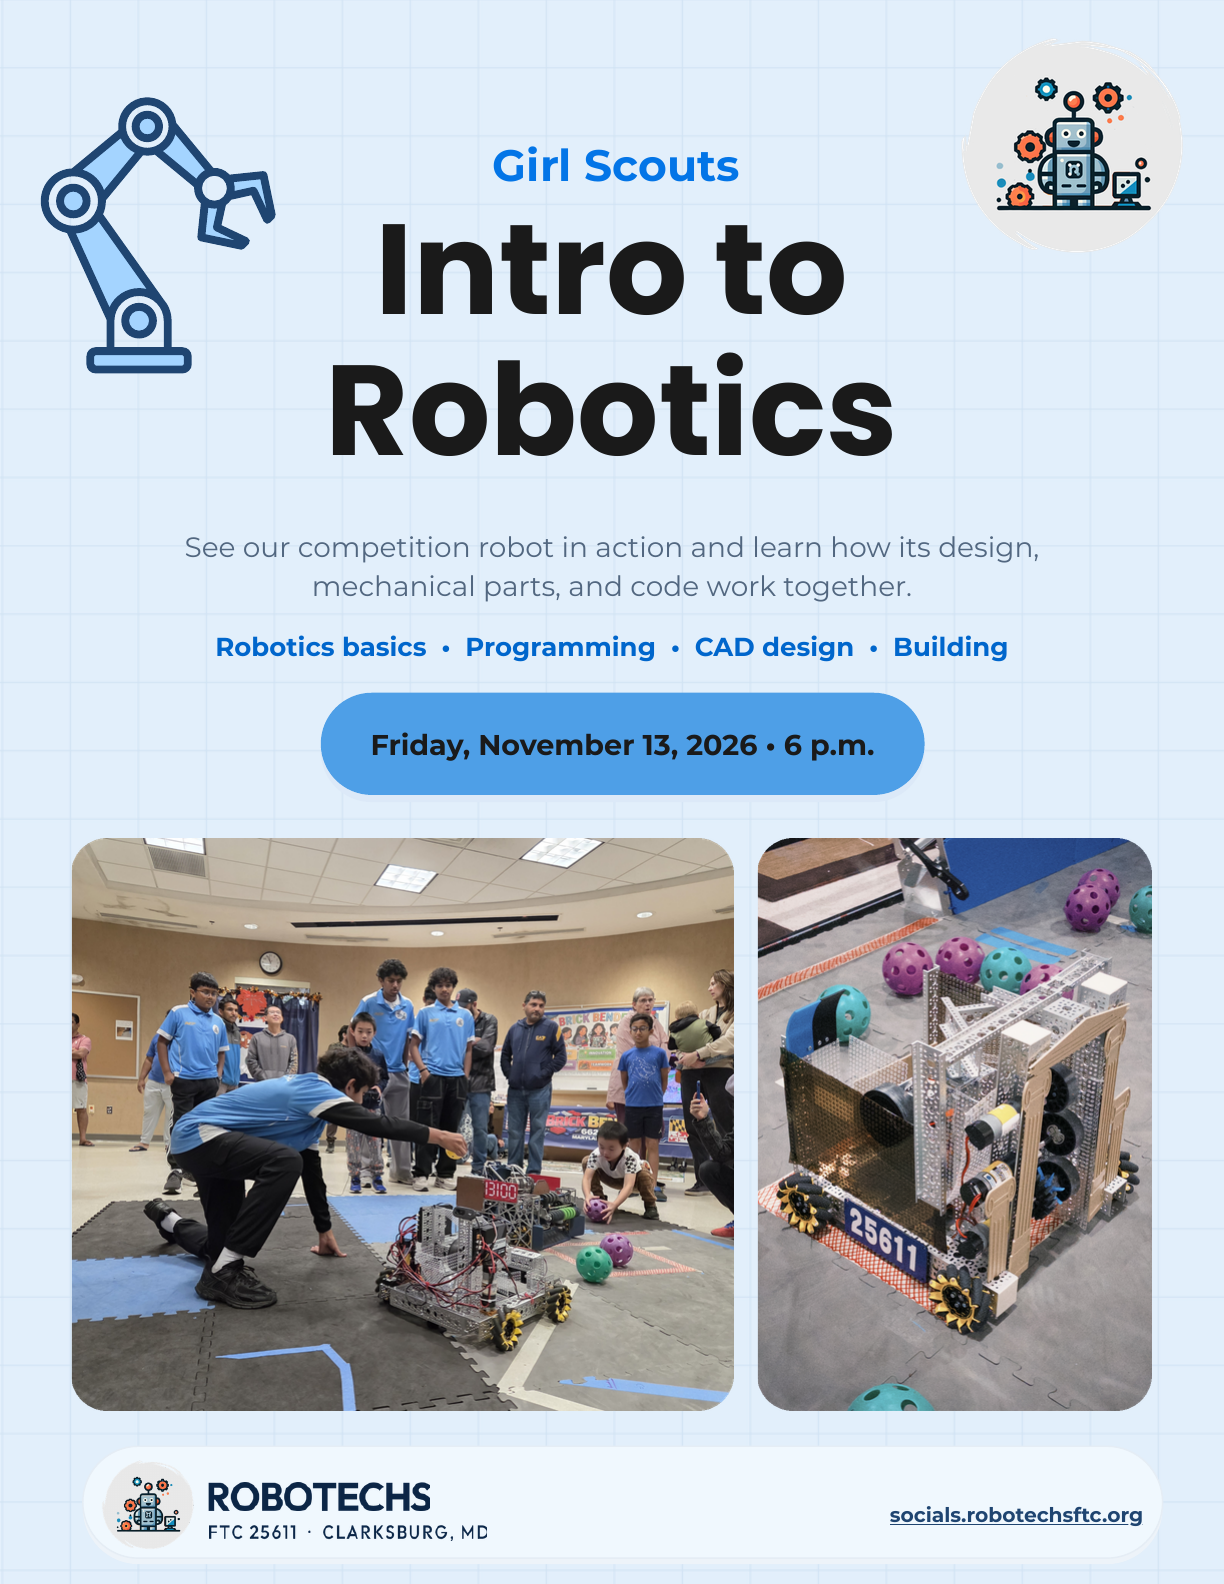 Girl Scouts
Intro to
Robotics
See our competition robot in action and learn how its design,
mechanical parts, and code work together.
Robotics basics • Programming • CAD design • Building
Friday, November 13, 2026 • 6 p.m.
13100
25611
ROBOTECHS
FTC 25611 · CLARKSBURG, MD
socials.robotechsftc.org